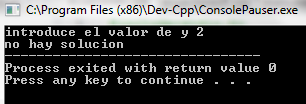 C:\Program Files (x86)\Dev-Cpp\ConsolePauser.exe
introduce el valor de y 2
no hay solucion
--------------------------------
Process exited with return value 0
Press any key to continue . . .